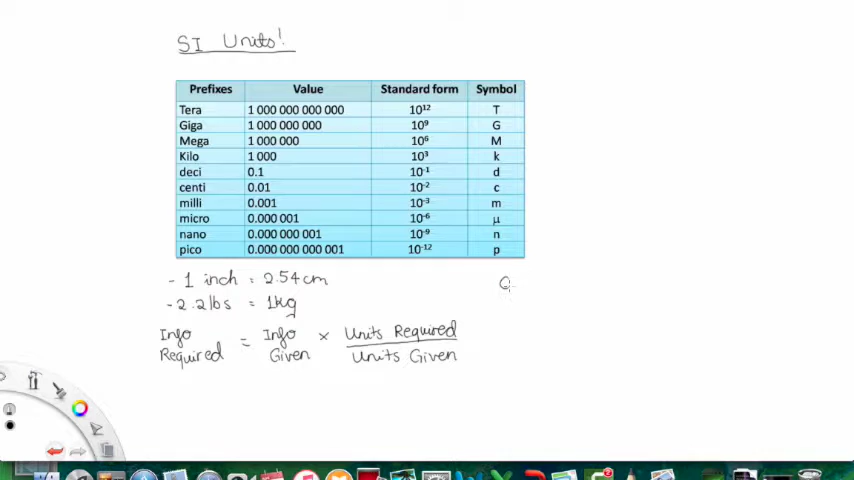 SI Units!
Prefixes Value Standard form Symbol
Tera 1 000 000 000 000 10¹² T
Giga 1 000 000 000 10⁹ G
Mega 1 000 000 10⁶ M
Kilo 1 000 10³ k
deci 0.1 10⁻¹ d
centi 0.01 10⁻² c
milli 0.001 10⁻³ m
micro 0.000 001 10⁻⁶ μ
nano 0.000 000 001 10⁻⁹ n
pico 0.000 000 000 001 10⁻¹² p
- 1 inch = 2.54cm
- 2.2lbs = 1kg
Info Required = Info Given × Units Required / Units Given